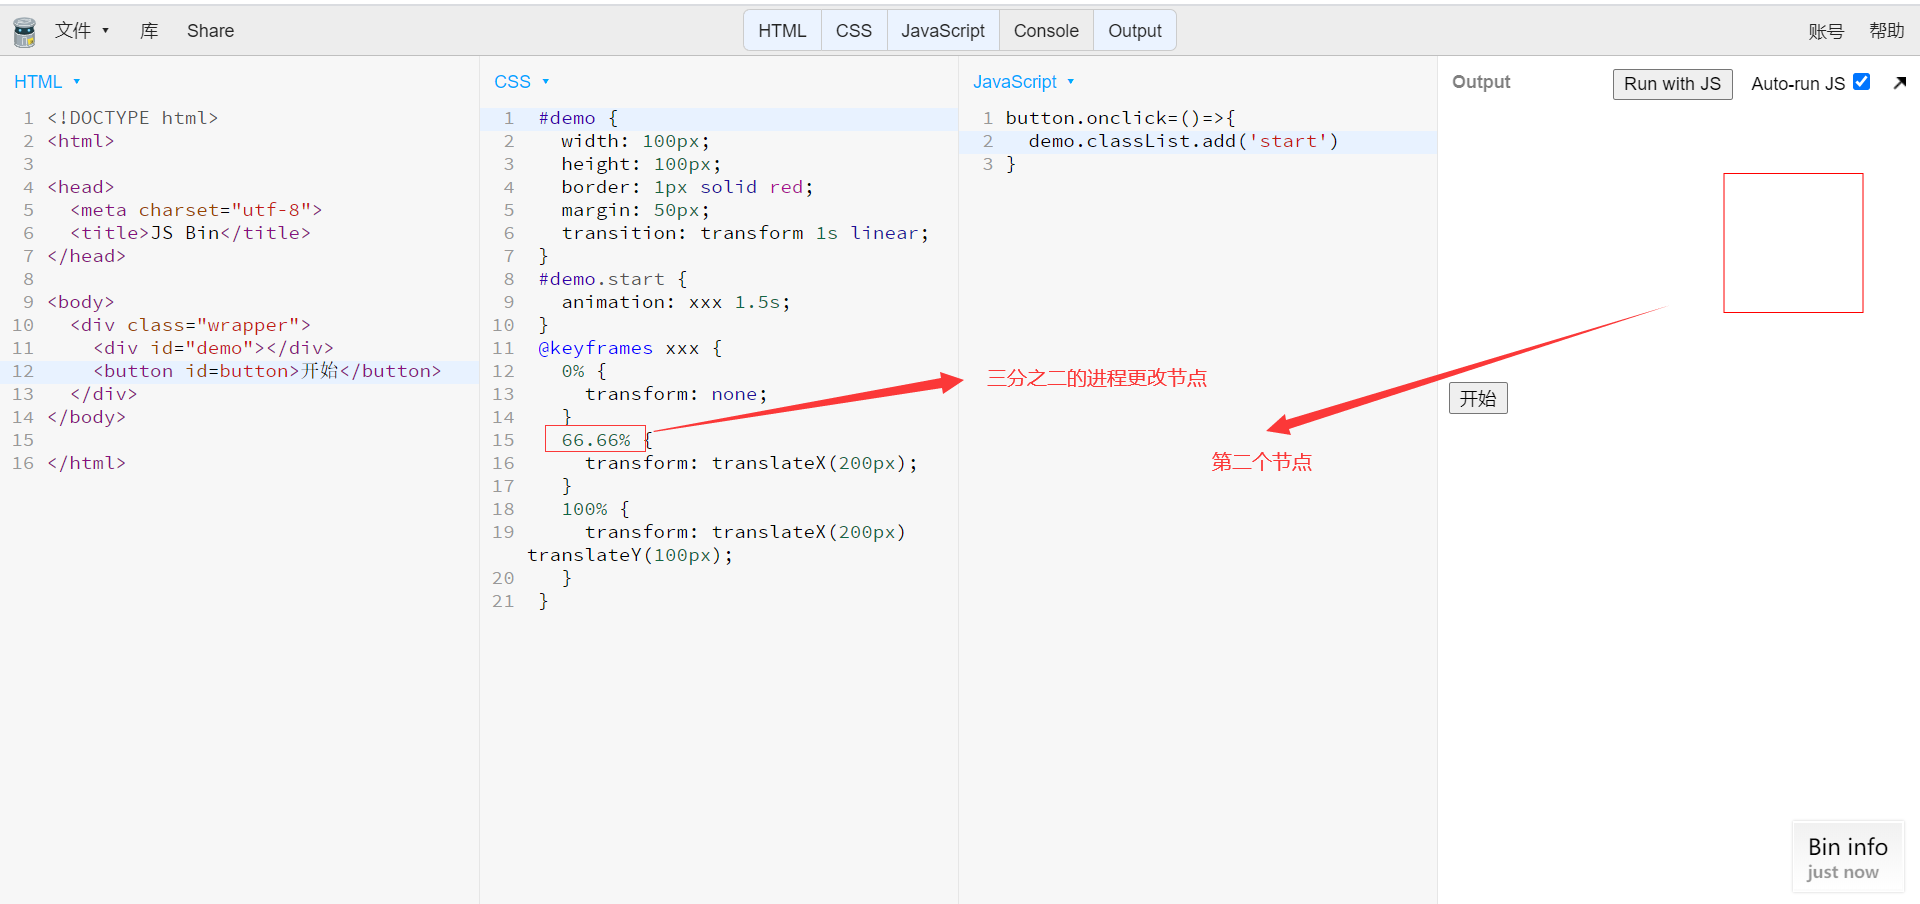 文件 ▾ 库 Share HTML CSS JavaScript Console Output 账号 帮助
HTML ▾
1 <!DOCTYPE html>
2 <html>
3
4 <head>
5 <meta charset="utf-8">
6 <title>JS Bin</title>
7 </head>
8
9 <body>
10 <div class="wrapper">
11 <div id="demo"></div>
12 <button id=button>开始</button>
13 </div>
14 </body>
15
16 </html>
CSS ▾
1 #demo {
2 width: 100px;
3 height: 100px;
4 border: 1px solid red;
5 margin: 50px;
6 transition: transform 1s linear;
7 }
8 #demo.start {
9 animation: xxx 1.5s;
10 }
11 @keyframes xxx {
12 0% {
13 transform: none;
14 }
15 66.66% {
16 transform: translateX(200px);
17 }
18 100% {
19 transform: translateX(200px)
translateY(100px);
20 }
21 }
JavaScript ▾
1 button.onclick=()=>{
2 demo.classList.add('start')
3 }
三分之二的进程更改节点
第二个节点
Output Run with JS Auto-run JS
开始
Bin info
just now